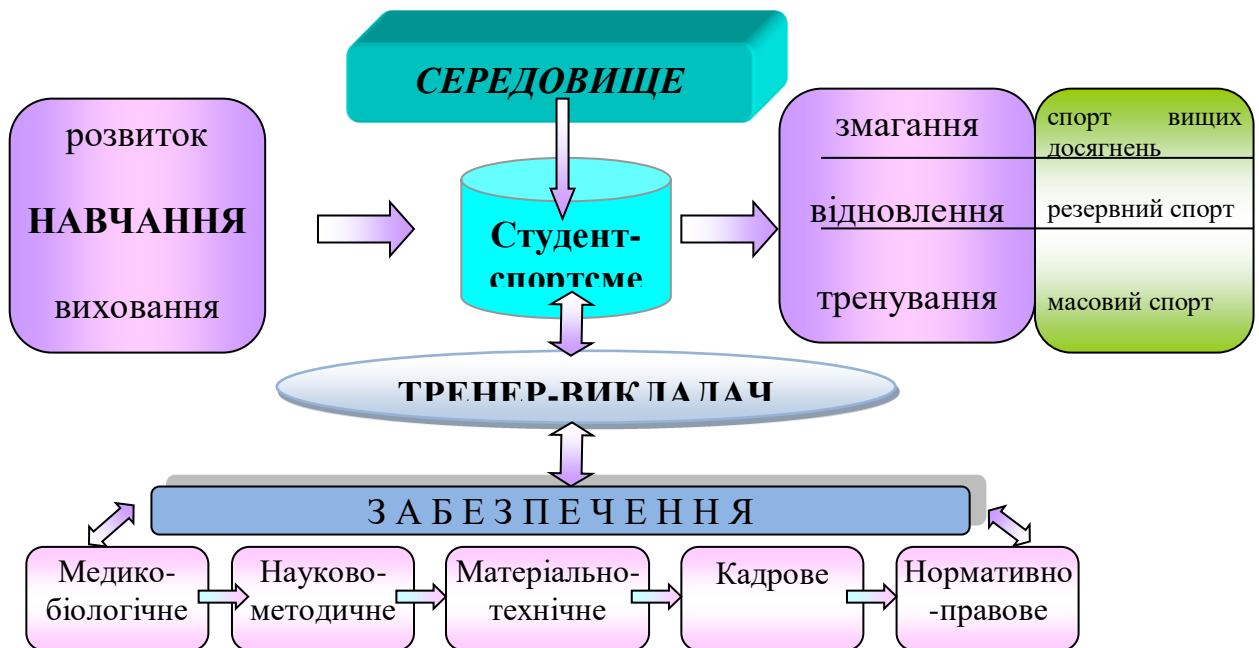 СЕРЕДОВИЩЕ
розвиток
НАВЧАННЯ
виховання
Студент-
спортсме
змагання
відновлення
тренування
спорт вищих
досягнень
резервний спорт
масовий спорт
ТРЕНЕР-ВИКЛАДАЧ
З А Б Е З П Е Ч Е Н Н Я
Медико-
біологічне
Науково-
методичне
Матеріально-
технічне
Кадрове
Нормативно
-правове